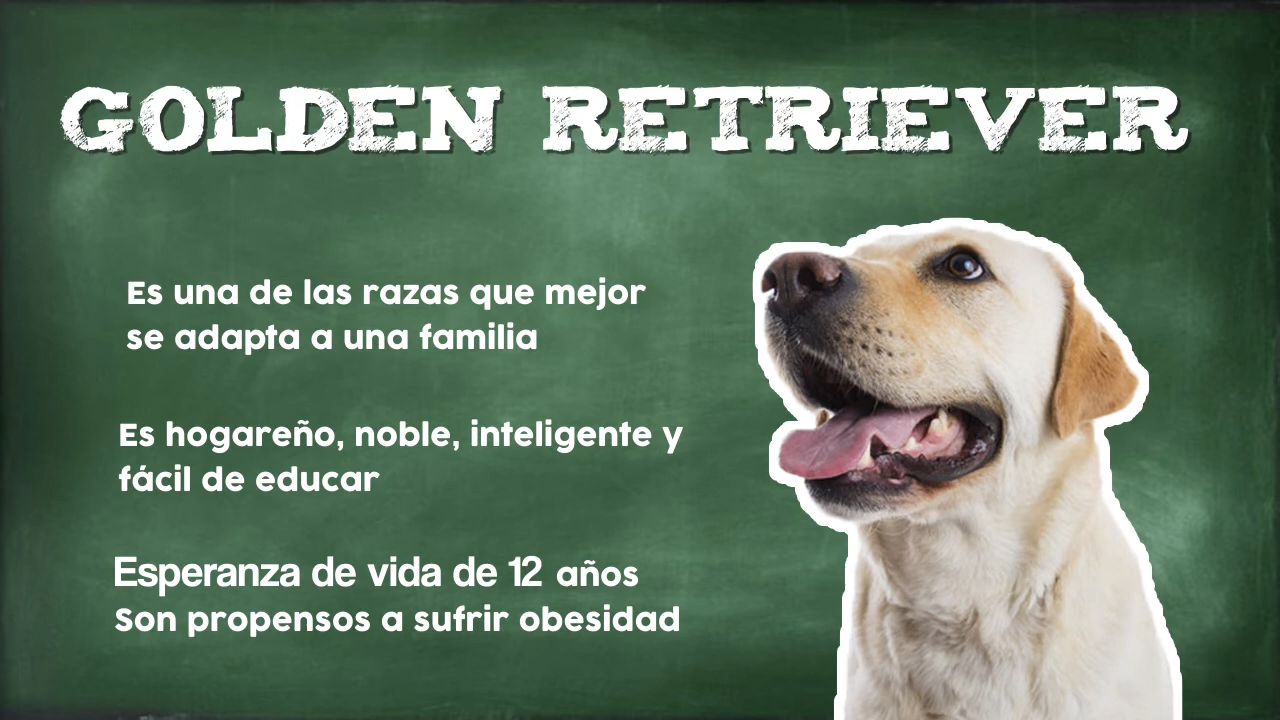 GOLDEN RETRIEVER
Es una de las razas que mejor
se adapta a una familia
Es hogareño, noble, inteligente y
fácil de educar
Esperanza de vida de 12 años
Son propensos a sufrir obesidad